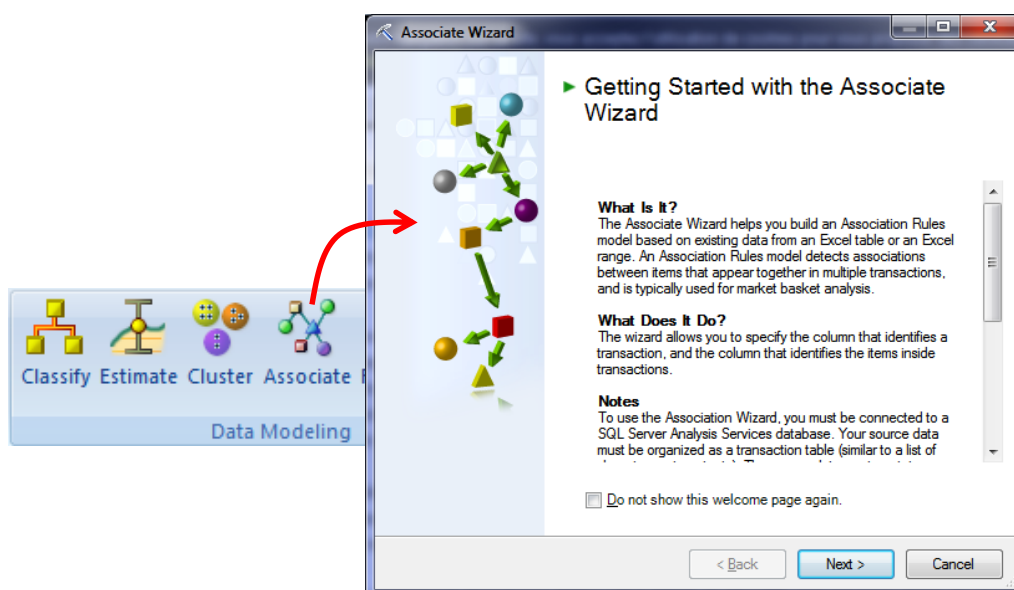 Associate Wizard
Getting Started with the Associate
Wizard
What Is It?
The Associate Wizard helps you build an Association Rules
model based on existing data from an Excel table or an Excel
range. An Association Rules model detects associations
between items that appear together in multiple transactions,
and is typically used for market basket analysis.
What Does It Do?
The wizard allows you to specify the column that identifies a
transaction, and the column that identifies the items inside
transactions.
Notes
To use the Association Wizard, you must be connected to a
SQL Server Analysis Services database. Your source data
must be organized as a transaction table (similar to a list of
Do not show this welcome page again.
< Back Next > Cancel
Classify Estimate Cluster Associate
Data Modeling